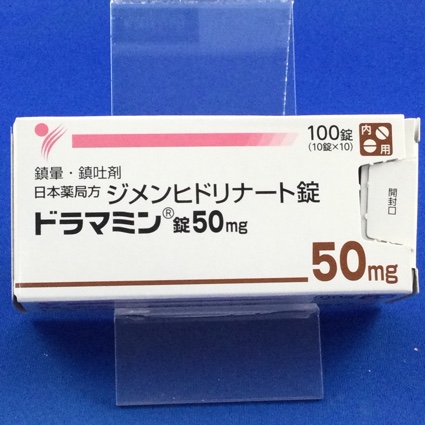 100錠
(10錠×10)
内
用
鎮暈・鎮吐剤
日本薬局方 ジメンヒドリナート錠
ドラマミン®錠50mg
開封口
50mg